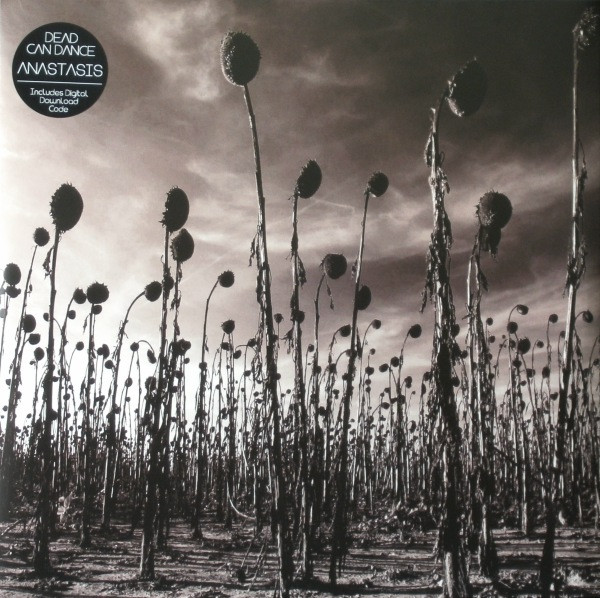 DEAD
CAN DANCE
ANASTASIS
Includes Digital
Download
Code